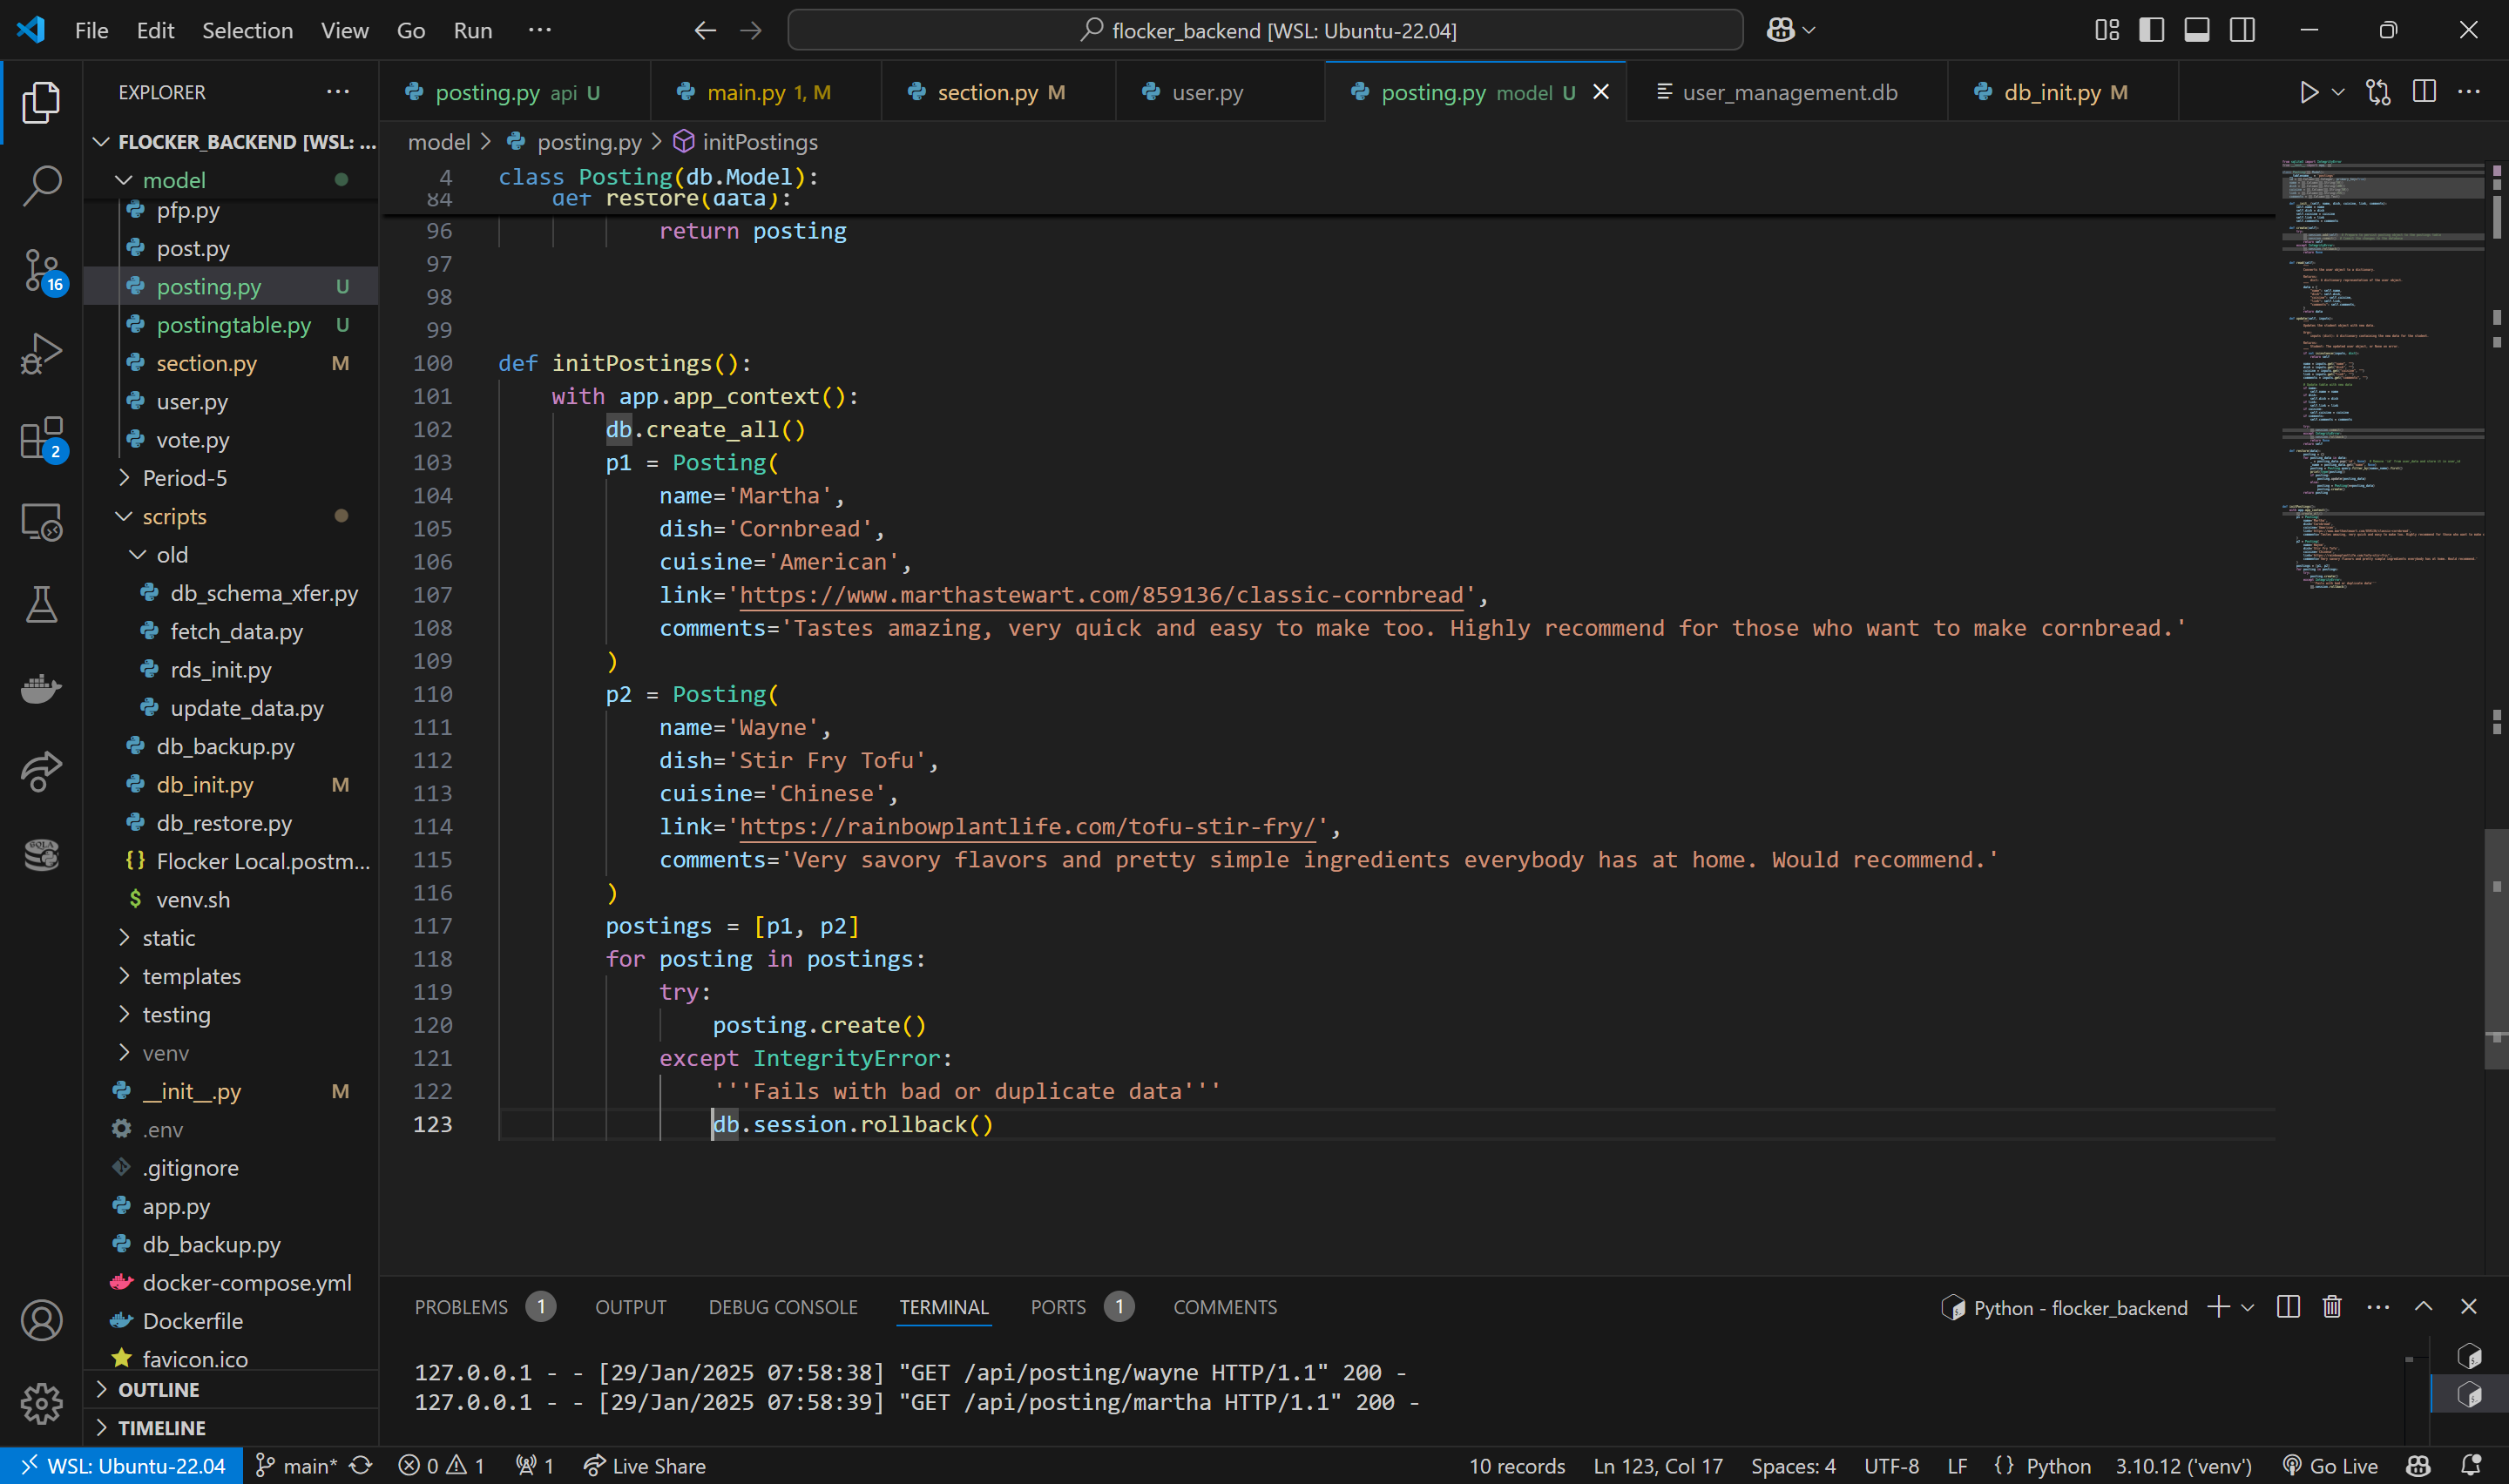 File Edit Selection View Go Run ···
flocker_backend [WSL: Ubuntu-22.04]
EXPLORER
posting.py api U
main.py 1, M
section.py M
user.py
posting.py model U
user_management.db
db_init.py M
FLOCKER_BACKEND [WSL: ...
model > posting.py > initPostings
model
pfp.py
post.py
posting.py U
postingtable.py U
section.py M
user.py
vote.py
Period-5
scripts
old
db_schema_xfer.py
fetch_data.py
rds_init.py
update_data.py
db_backup.py
db_init.py M
db_restore.py
{} Flocker Local.postm...
$ venv.sh
static
templates
testing
venv
__init__.py M
.env
.gitignore
app.py
db_backup.py
docker-compose.yml
Dockerfile
favicon.ico
OUTLINE
TIMELINE
16
2
4 class Posting(db.Model):
84 def restore(data):
96 return posting
97
98
99
100 def initPostings():
101 with app.app_context():
102 db.create_all()
103 p1 = Posting(
104 name='Martha',
105 dish='Cornbread',
106 cuisine='American',
107 link='https://www.marthastewart.com/859136/classic-cornbread',
108 comments='Tastes amazing, very quick and easy to make too. Highly recommend for those who want to make cornbread.'
109 )
110 p2 = Posting(
111 name='Wayne',
112 dish='Stir Fry Tofu',
113 cuisine='Chinese',
114 link='https://rainbowplantlife.com/tofu-stir-fry/',
115 comments='Very savory flavors and pretty simple ingredients everybody has at home. Would recommend.'
116 )
117 postings = [p1, p2]
118 for posting in postings:
119 try:
120 posting.create()
121 except IntegrityError:
122 '''Fails with bad or duplicate data'''
123 db.session.rollback()
PROBLEMS 1 OUTPUT DEBUG CONSOLE TERMINAL PORTS 1 COMMENTS
Python - flocker_backend
127.0.0.1 - - [29/Jan/2025 07:58:38] "GET /api/posting/wayne HTTP/1.1" 200 -
127.0.0.1 - - [29/Jan/2025 07:58:39] "GET /api/posting/martha HTTP/1.1" 200 -
WSL: Ubuntu-22.04 main* 0 1 1 Live Share 10 records Ln 123, Col 17 Spaces: 4 UTF-8 LF {} Python 3.10.12 ('venv') Go Live